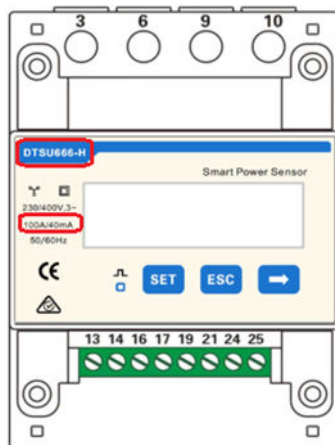 3 6 9 10
DTSU666-H
Smart Power Sensor
230/400V,3~
100A/40mA
50/60Hz
CE
SET ESC
13 14 16 17 19 21 24 25